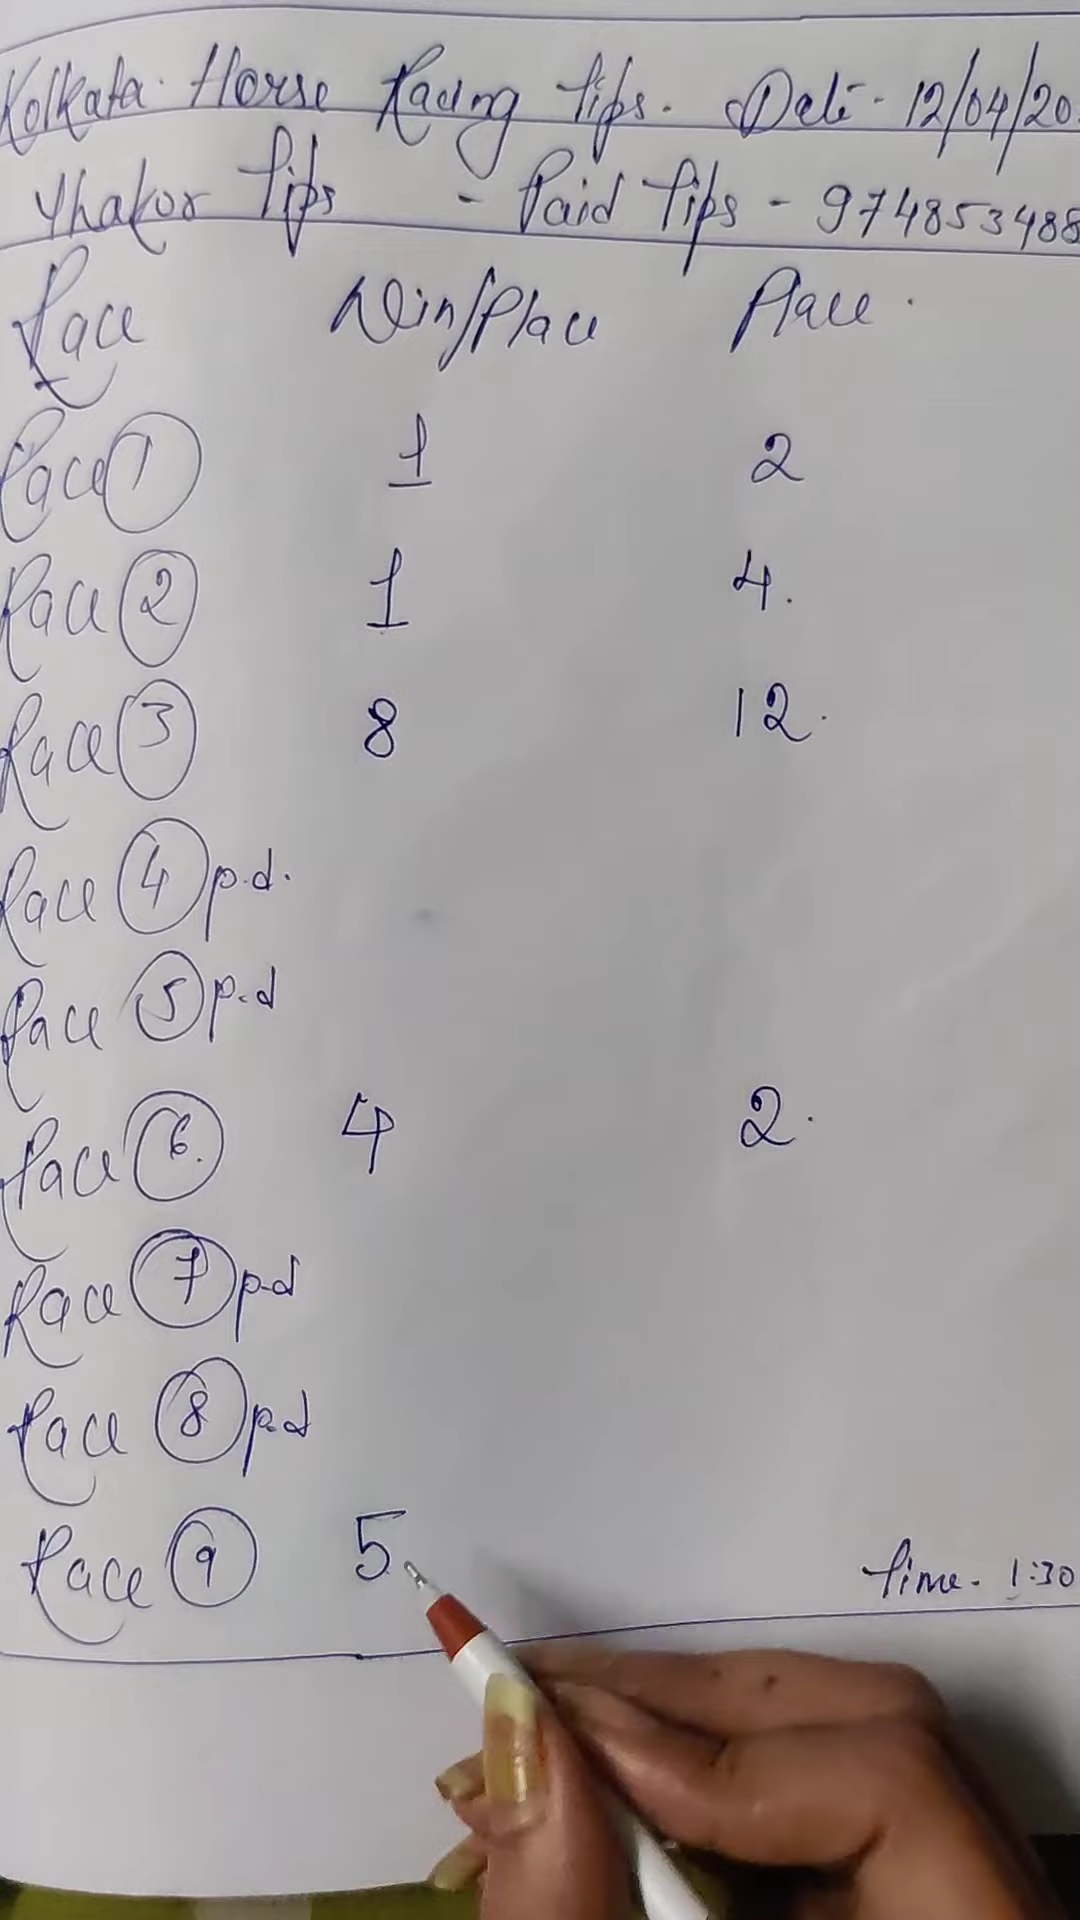 Kolkata Horse Racing Tips. Date - 12/04/20
Thakor Tips - Paid Tips - 974853488
Race Win/Place Place
Race 1 1 2
Race 2 1 4.
Race 3 8 12.
Race 4 p.d.
Race 5 p.d
Race 6. 4 2.
Race 7 p-d
Race 8 p.d
Race 9 5
Time. 1:30